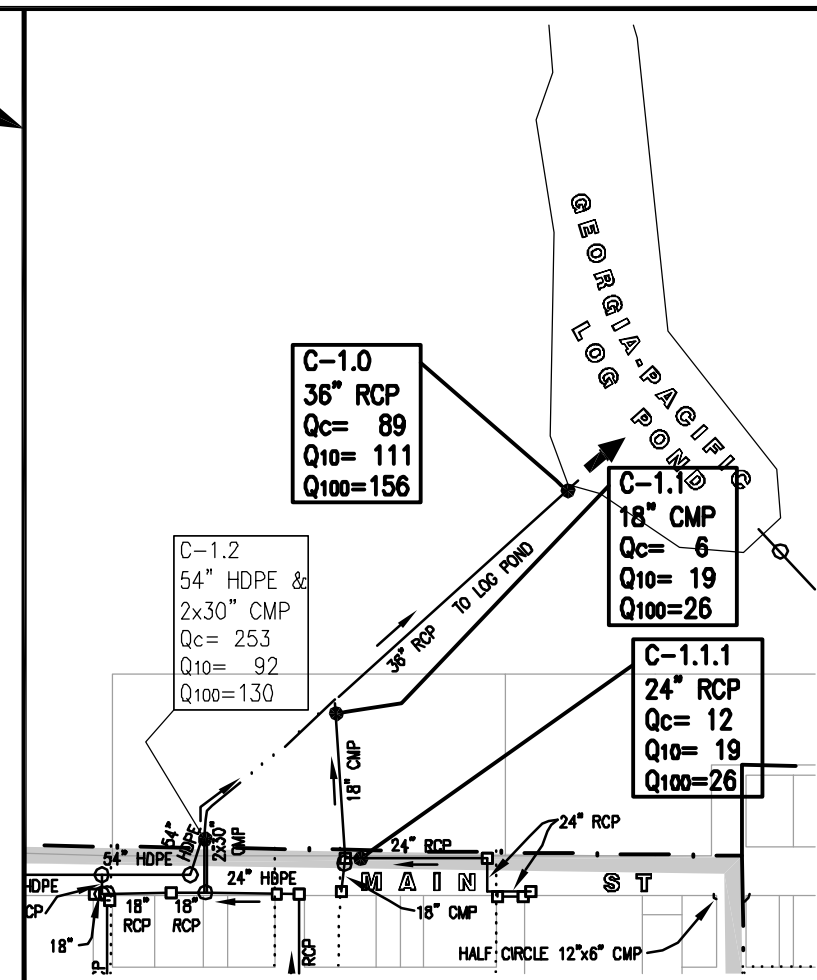 GEORGIA-PACIFIC
LOG POND
C-1.0
36" RCP
Qc= 89
Q10= 111
Q100=156
C-1.1
18" CMP
Qc= 6
Q10= 19
Q100=26
C-1.2
54" HDPE &
2x30" CMP
Qc= 253
Q10= 92
Q100=130
36" RCP TO LOG POND
C-1.1.1
24" RCP
Qc= 12
Q10= 19
Q100=26
18" CMP
54" HDPE
2x30" CMP
24" RCP
24" RCP
54" HDPE
HDPE
24" HDPE
MAIN ST
CP
18" RCP
18" RCP
18" CMP
18"
RCP
HALF CIRCLE 12"x6" CMP